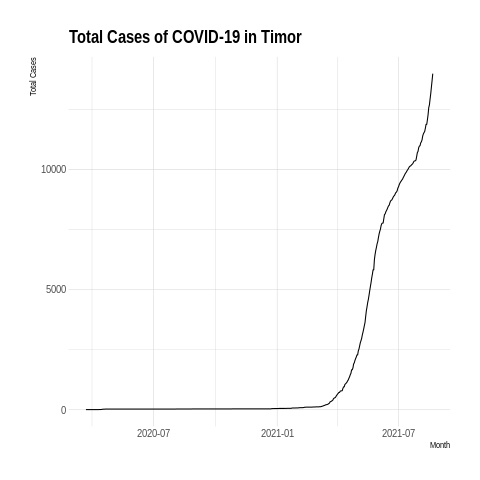 Total Cases of COVID-19 in Timor
Total Cases
10000
5000
0
2020-07
2021-01
2021-07
Month